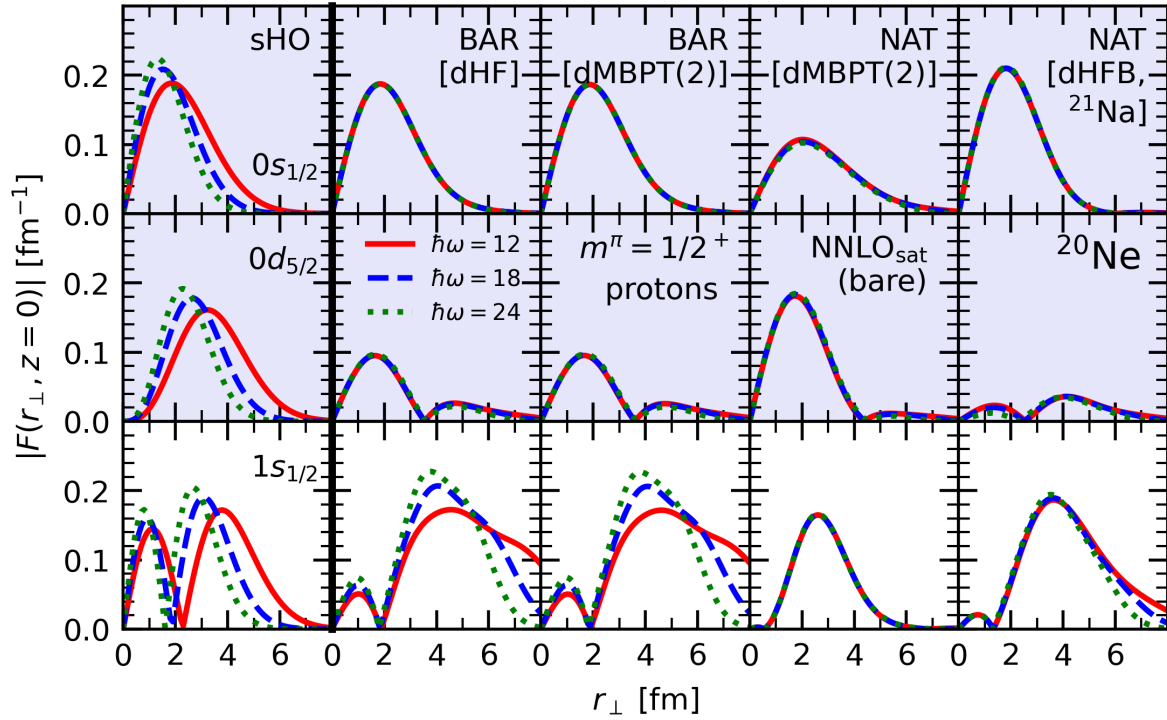 sHO
BAR
[dHF]
BAR
[dMBPT(2)]
NAT
[dMBPT(2)]
NAT
[dHFB,
²¹Na]
0s₁/₂
0.2
0.1
0.0
0d₅/₂
ħω = 12
ħω = 18
ħω = 24
mπ = 1/2⁺
protons
NNLOsat
(bare)
²⁰Ne
0.2
0.1
0.0
1s₁/₂
0.2
0.1
0.0
|F(r⊥, z = 0)| [fm⁻¹]
0 2 4 6 0 2 4 6 0 2 4 6 0 2 4 6 0 2 4 6
r⊥ [fm]